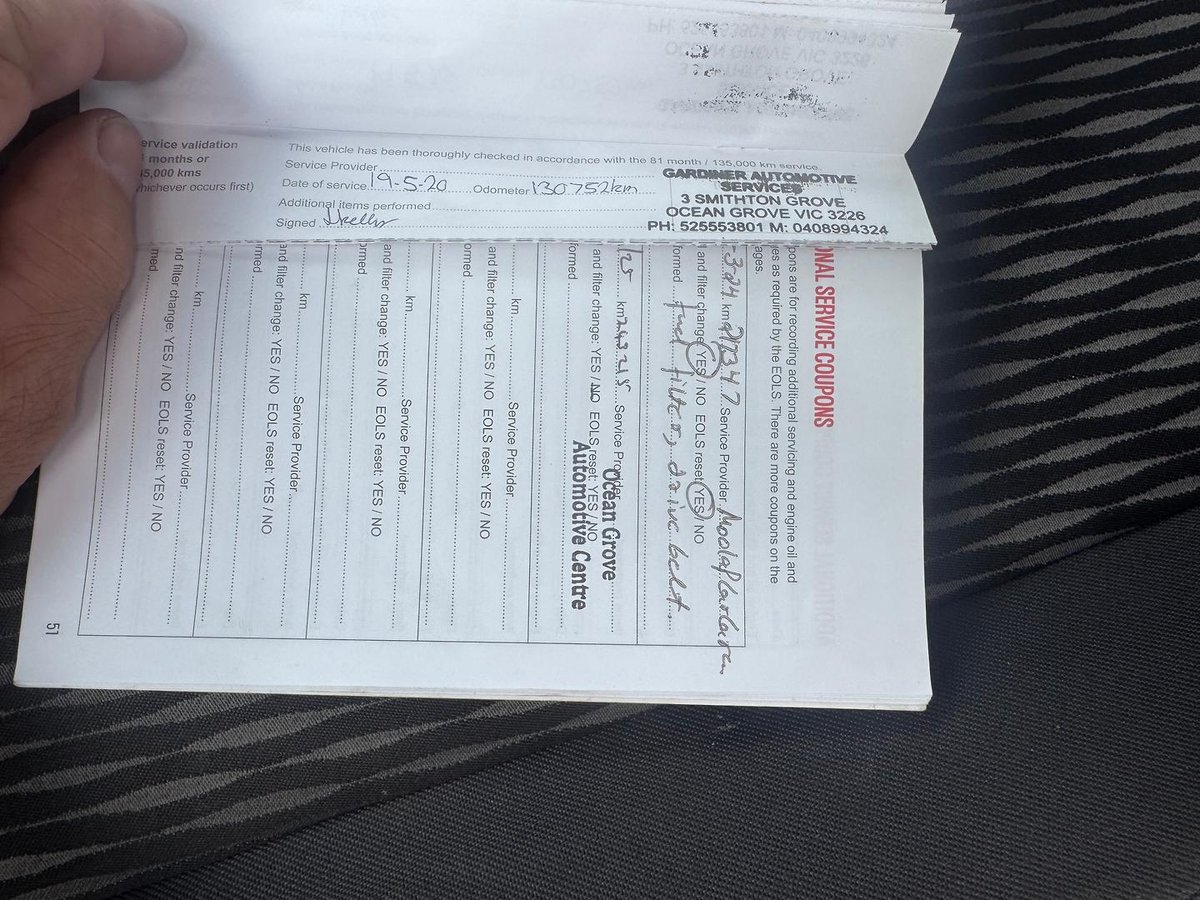 ervice validation
months or
5,000 kms
whichever occurs first)
This vehicle has been thoroughly checked in accordance with the 81 month / 135,000 km service
Service Provider
Date of service 19-5-20 Odometer 130752km
Additional items performed
Signed
GARDINER AUTOMOTIVE
SERVICES
3 SMITHTON GROVE
OCEAN GROVE VIC 3226
PH: 525553801 M: 0408994324
NAL SERVICE COUPONS
pons are for recording additional servicing and engine oil and
es as required by the EOLS. There are more coupons on the
ages.
km Service Provider
and filter change: YES / NO EOLS reset: YES / NO
formed fuel filter, drive belt
/25 km Service Provider
and filter change: YES / NO EOLS reset: YES / NO
formed
Ocean Grove
Automotive Centre
km Service Provider
and filter change: YES / NO EOLS reset: YES / NO
rmed
km Service Provider
and filter change: YES / NO EOLS reset: YES / NO
formed
km Service Provider
and filter change: YES / NO EOLS reset: YES / NO
rmed
km Service Provider
nd filter change: YES / NO EOLS reset: YES / NO
med
51